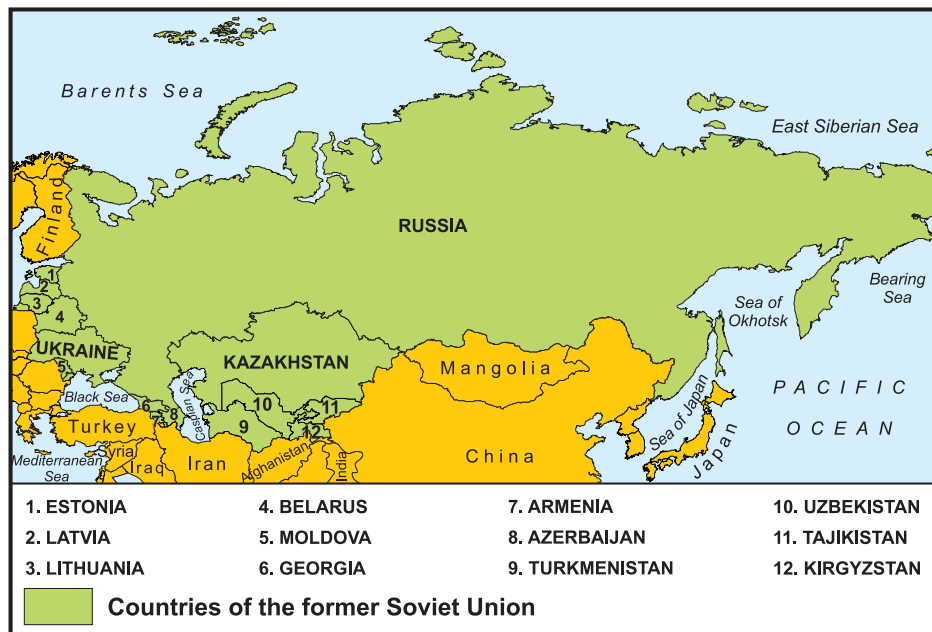 Barents Sea
East Siberian Sea
RUSSIA
Finland
Bearing
Sea
Sea of
Okhotsk
1
2
3
4
UKRAINE
5
KAZAKHSTAN
Mangolia
Black Sea
Caspian Sea
6
7
8
9
10
11
12
Sea of Japan
Japan
PACIFIC
OCEAN
Turkey
Syria
Iraq
Iran
Afghanistan
India
China
Mediterranean
Sea
1. ESTONIA
4. BELARUS
7. ARMENIA
10. UZBEKISTAN
2. LATVIA
5. MOLDOVA
8. AZERBAIJAN
11. TAJIKISTAN
3. LITHUANIA
6. GEORGIA
9. TURKMENISTAN
12. KIRGYZSTAN
Countries of the former Soviet Union